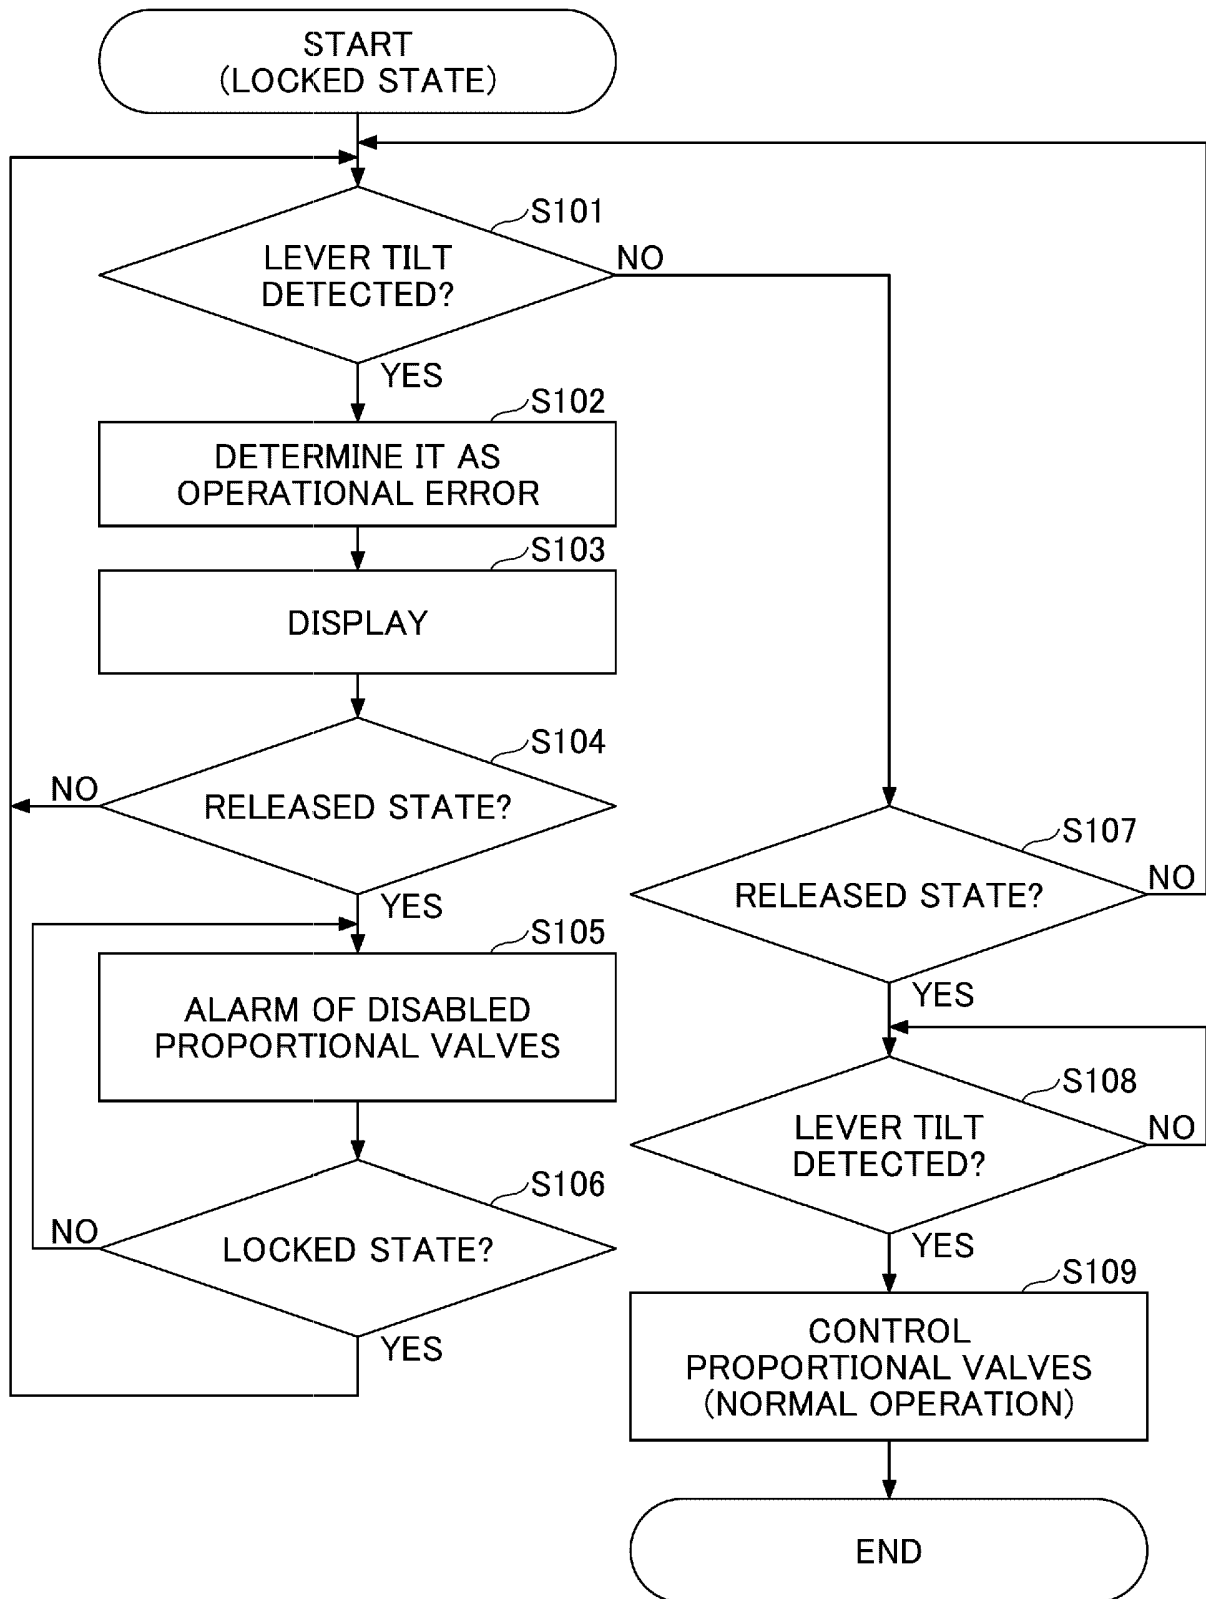 START
(LOCKED STATE)
S101
LEVER TILT
DETECTED?
NO
YES
S102
DETERMINE IT AS
OPERATIONAL ERROR
S103
DISPLAY
S104
RELEASED STATE?
NO
YES
S105
ALARM OF DISABLED
PROPORTIONAL VALVES
S106
LOCKED STATE?
NO
YES
S107
RELEASED STATE?
NO
YES
S108
LEVER TILT
DETECTED?
NO
YES
S109
CONTROL
PROPORTIONAL VALVES
(NORMAL OPERATION)
END